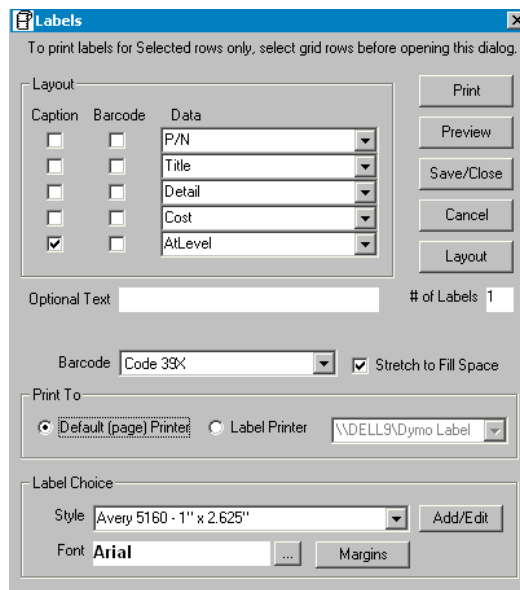 Labels
To print labels for Selected rows only, select grid rows before opening this dialog.
Layout
Caption Barcode Data
P/N
Title
Detail
Cost
AtLevel
Print
Preview
Save/Close
Cancel
Layout
Optional Text
# of Labels 1
Barcode Code 39X Stretch to Fill Space
Print To
Default (page) Printer Label Printer \\DELL9\Dymo Label
Label Choice
Style Avery 5160 - 1" x 2.625" Add/Edit
Font Arial ... Margins